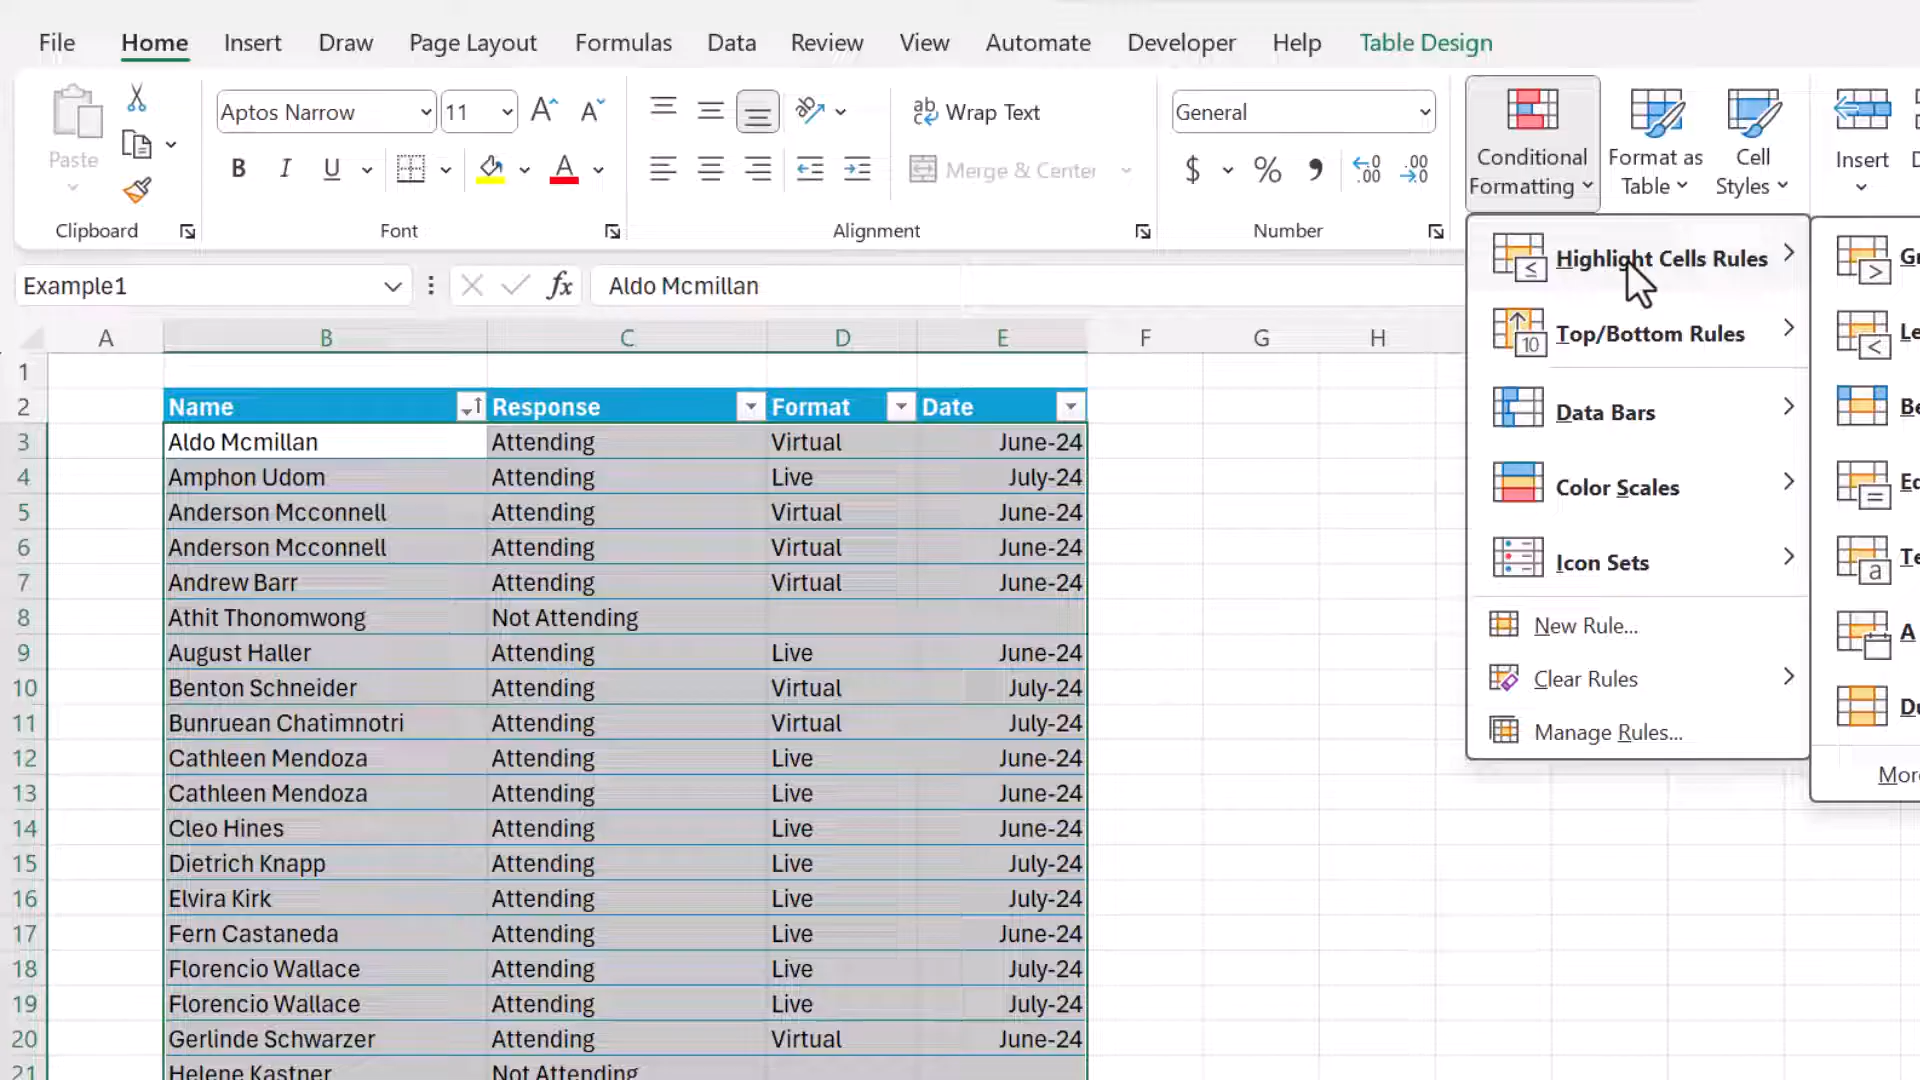 File Home Insert Draw Page Layout Formulas Data Review View Automate Developer Help Table Design
Paste
Clipboard
Aptos Narrow 11 A A
B I U A
Font
ab c Wrap Text
Merge & Center
Alignment
General
$ % 9 .00 .00 0
Number
Conditional Formatting
Format as Table
Cell Styles
Insert
Example1 fx Aldo Mcmillan
A B C D E F G H
1
2 Name Response Format Date
3 Aldo Mcmillan Attending Virtual June-24
4 Amphon Udom Attending Live July-24
5 Anderson Mcconnell Attending Virtual June-24
6 Anderson Mcconnell Attending Virtual June-24
7 Andrew Barr Attending Virtual June-24
8 Athit Thonomwong Not Attending
9 August Haller Attending Live June-24
10 Benton Schneider Attending Virtual July-24
11 Bunruean Chatimnotri Attending Virtual July-24
12 Cathleen Mendoza Attending Live June-24
13 Cathleen Mendoza Attending Live June-24
14 Cleo Hines Attending Live June-24
15 Dietrich Knapp Attending Live July-24
16 Elvira Kirk Attending Live July-24
17 Fern Castaneda Attending Live June-24
18 Florencio Wallace Attending Live July-24
19 Florencio Wallace Attending Live July-24
20 Gerlinde Schwarzer Attending Virtual June-24
21 Helene Kastner Not Attending
Highlight Cells Rules
Top/Bottom Rules
10
Data Bars
Color Scales
Icon Sets
New Rule...
Clear Rules
Manage Rules...